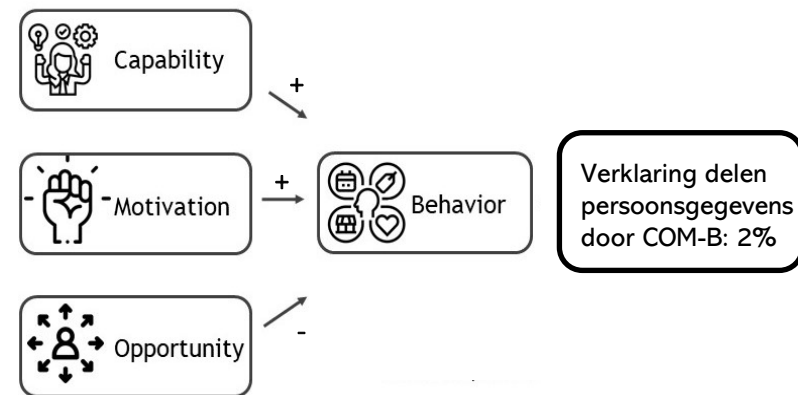 Capability
+
Motivation
+
Behavior
Opportunity
-
Verklaring delen
persoonsgegevens
door COM-B: 2%